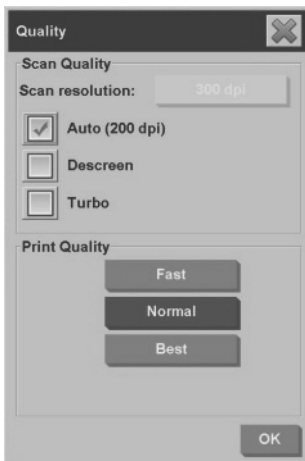 Quality
Scan Quality
Scan resolution: 300 dpi
Auto (200 dpi)
Descreen
Turbo
Print Quality
Fast
Normal
Best
OK